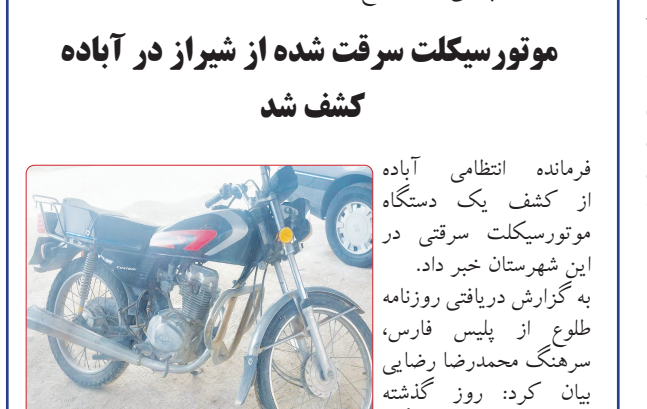 موتورسیکلت سرقت شده از شیراز در آباده
کشف شد
فرمانده انتظامی آباده
از کشف یک دستگاه
موتورسیکلت سرقتی در
این شهرستان خبر داد.
به گزارش دریافتی روزنامه
طلوع از پلیس فارس،
سرهنگ محمدرضا رضایی
بیان کرد: روز گذشته